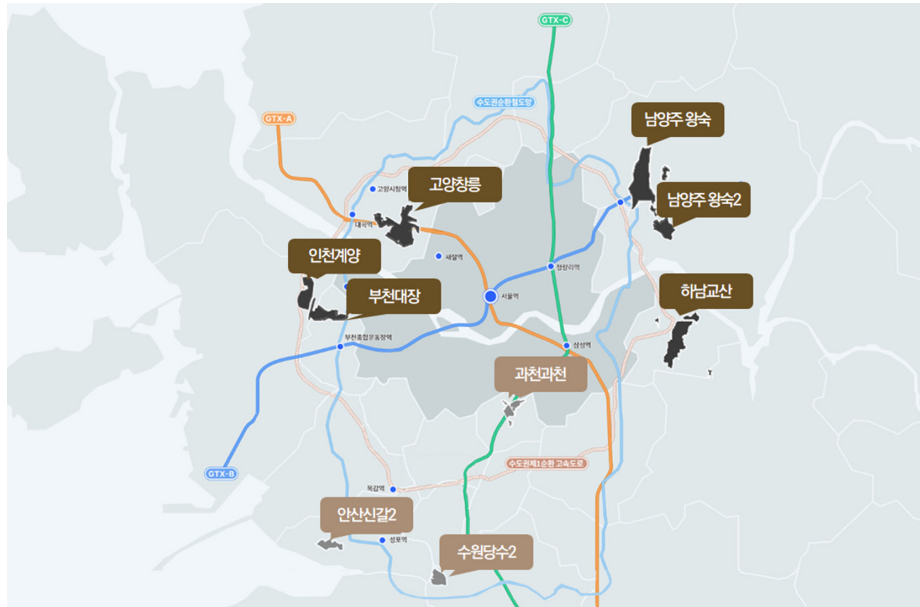 GTX-C
수도권순환철도망
GTX-A
남양주 왕숙
고양창릉
고양시청역
남양주 왕숙2
대곡역
인천계양
새절역
청량리역
부천대장
서울역
하남교산
부천종합운동장역
삼성역
과천과천
수도권제1순환 고속도로
GTX-B
목감역
안산신길2
성포역
수원당수2